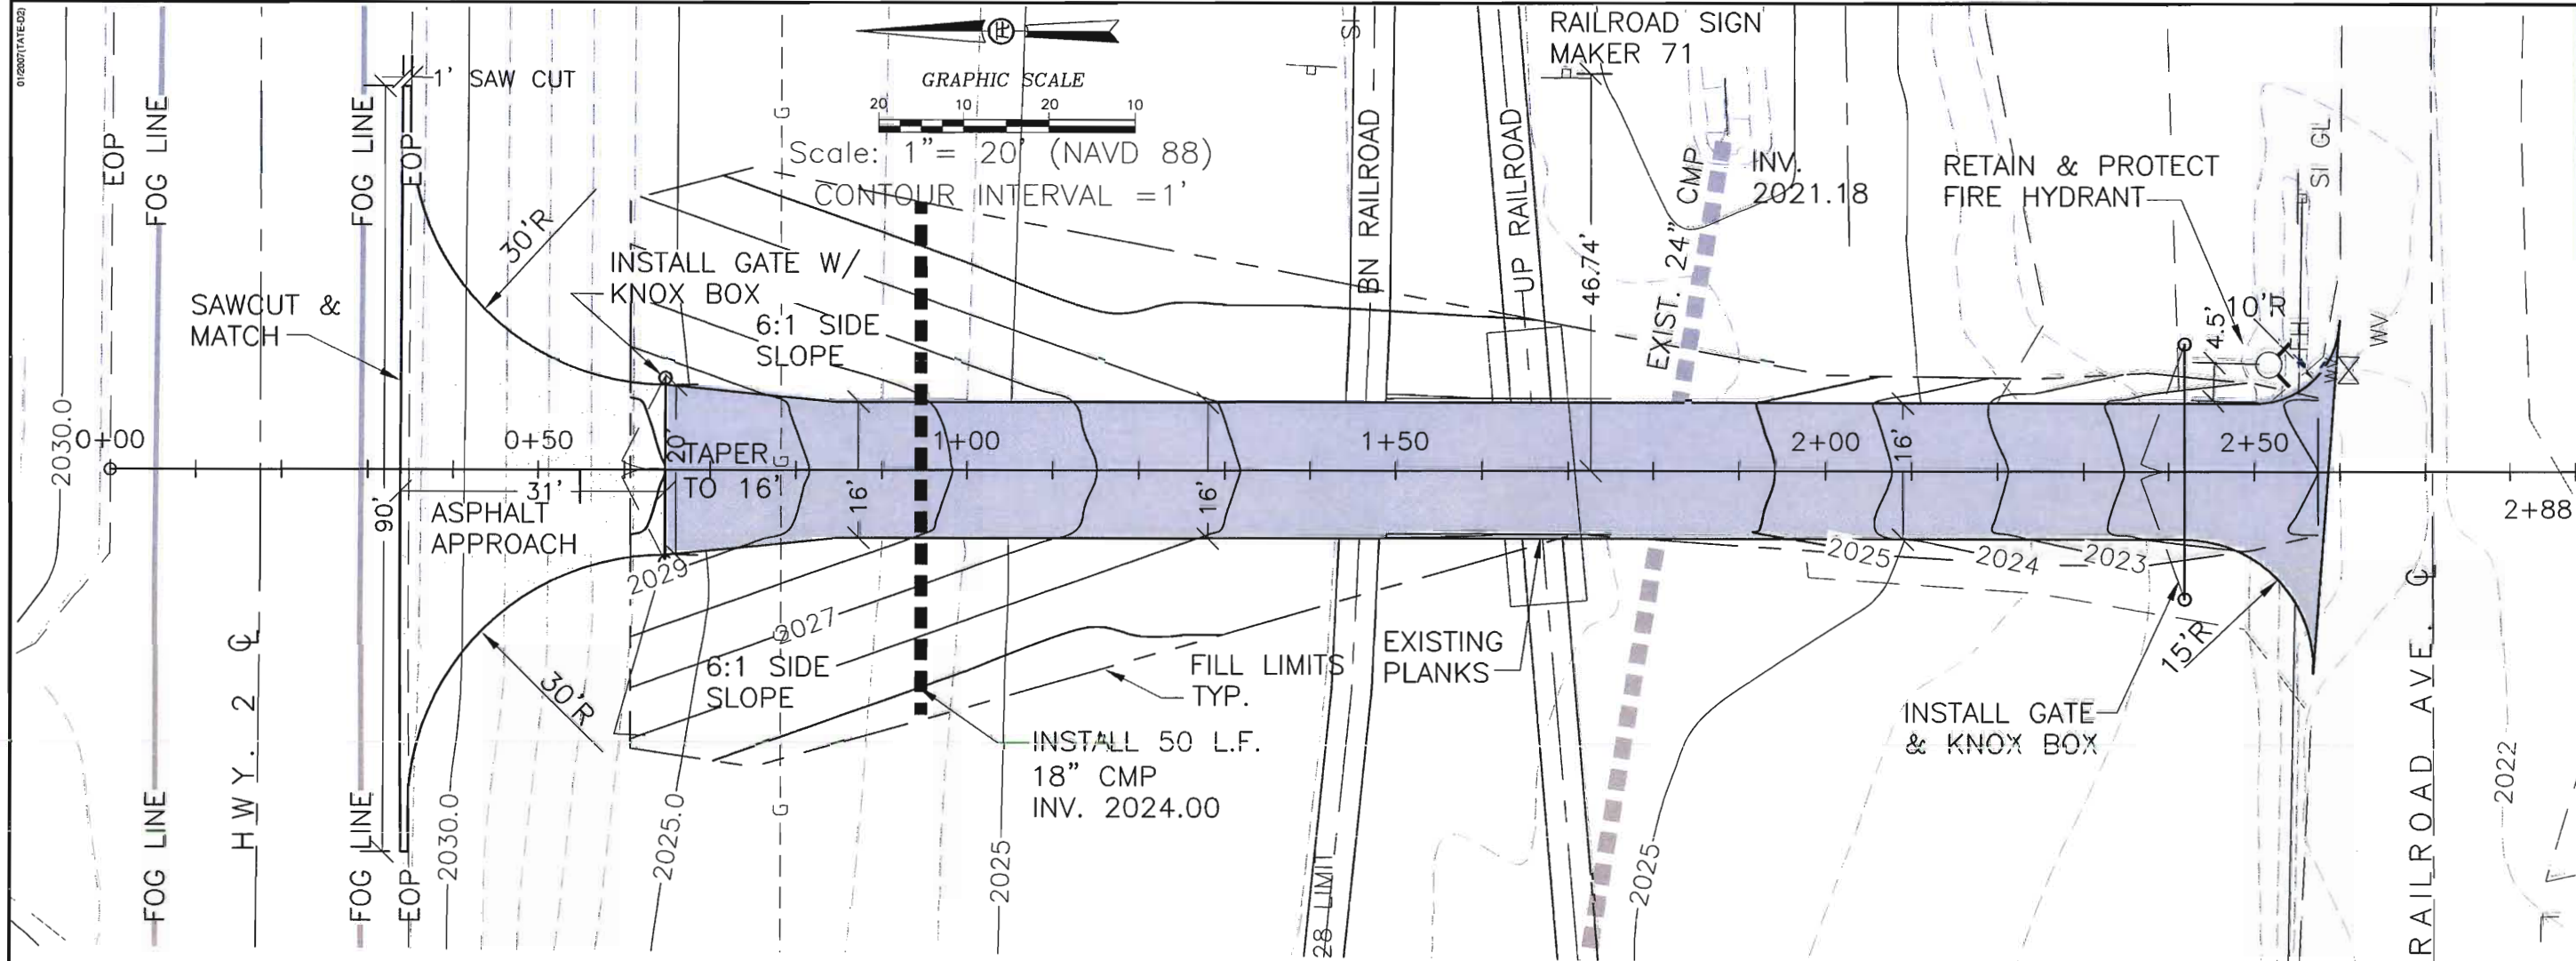 01/2007(TATE-D2)
EOP
FOG LINE
FOG LINE
EOP
1' SAW CUT
GRAPHIC SCALE
20 10 20 10
Scale: 1"= 20' (NAVD 88)
CONTOUR INTERVAL =1'
SI
RAILROAD SIGN
MAKER 71
INV.
2021.18
EXIST. 24" CMP
BN RAILROAD
UP RAILROAD
46.74'
RETAIN & PROTECT
FIRE HYDRANT
SI GL
10'R
4.5'
WV
30'R
INSTALL GATE W/
KNOX BOX
SAWCUT &
MATCH
6:1 SIDE
SLOPE
G
2030.0
0+00
0+50
1+00
1+50
2+00
2+50
2+88
20'
TAPER
TO 16'
G
16'
16'
16'
90'
31'
ASPHALT
APPROACH
2029
2027
G
2025
2024
2023
6:1 SIDE
SLOPE
30'R
FILL LIMITS
TYP.
EXISTING
PLANKS
15'R
INSTALL GATE
& KNOX BOX
INSTALL 50 L.F.
18" CMP
INV. 2024.00
HWY. 2 ℄
FOG LINE
FOG LINE
EOP
2030.0
2025.0
G
2025
28 LIMIT
2025
RAILROAD AVE. ℄
2022